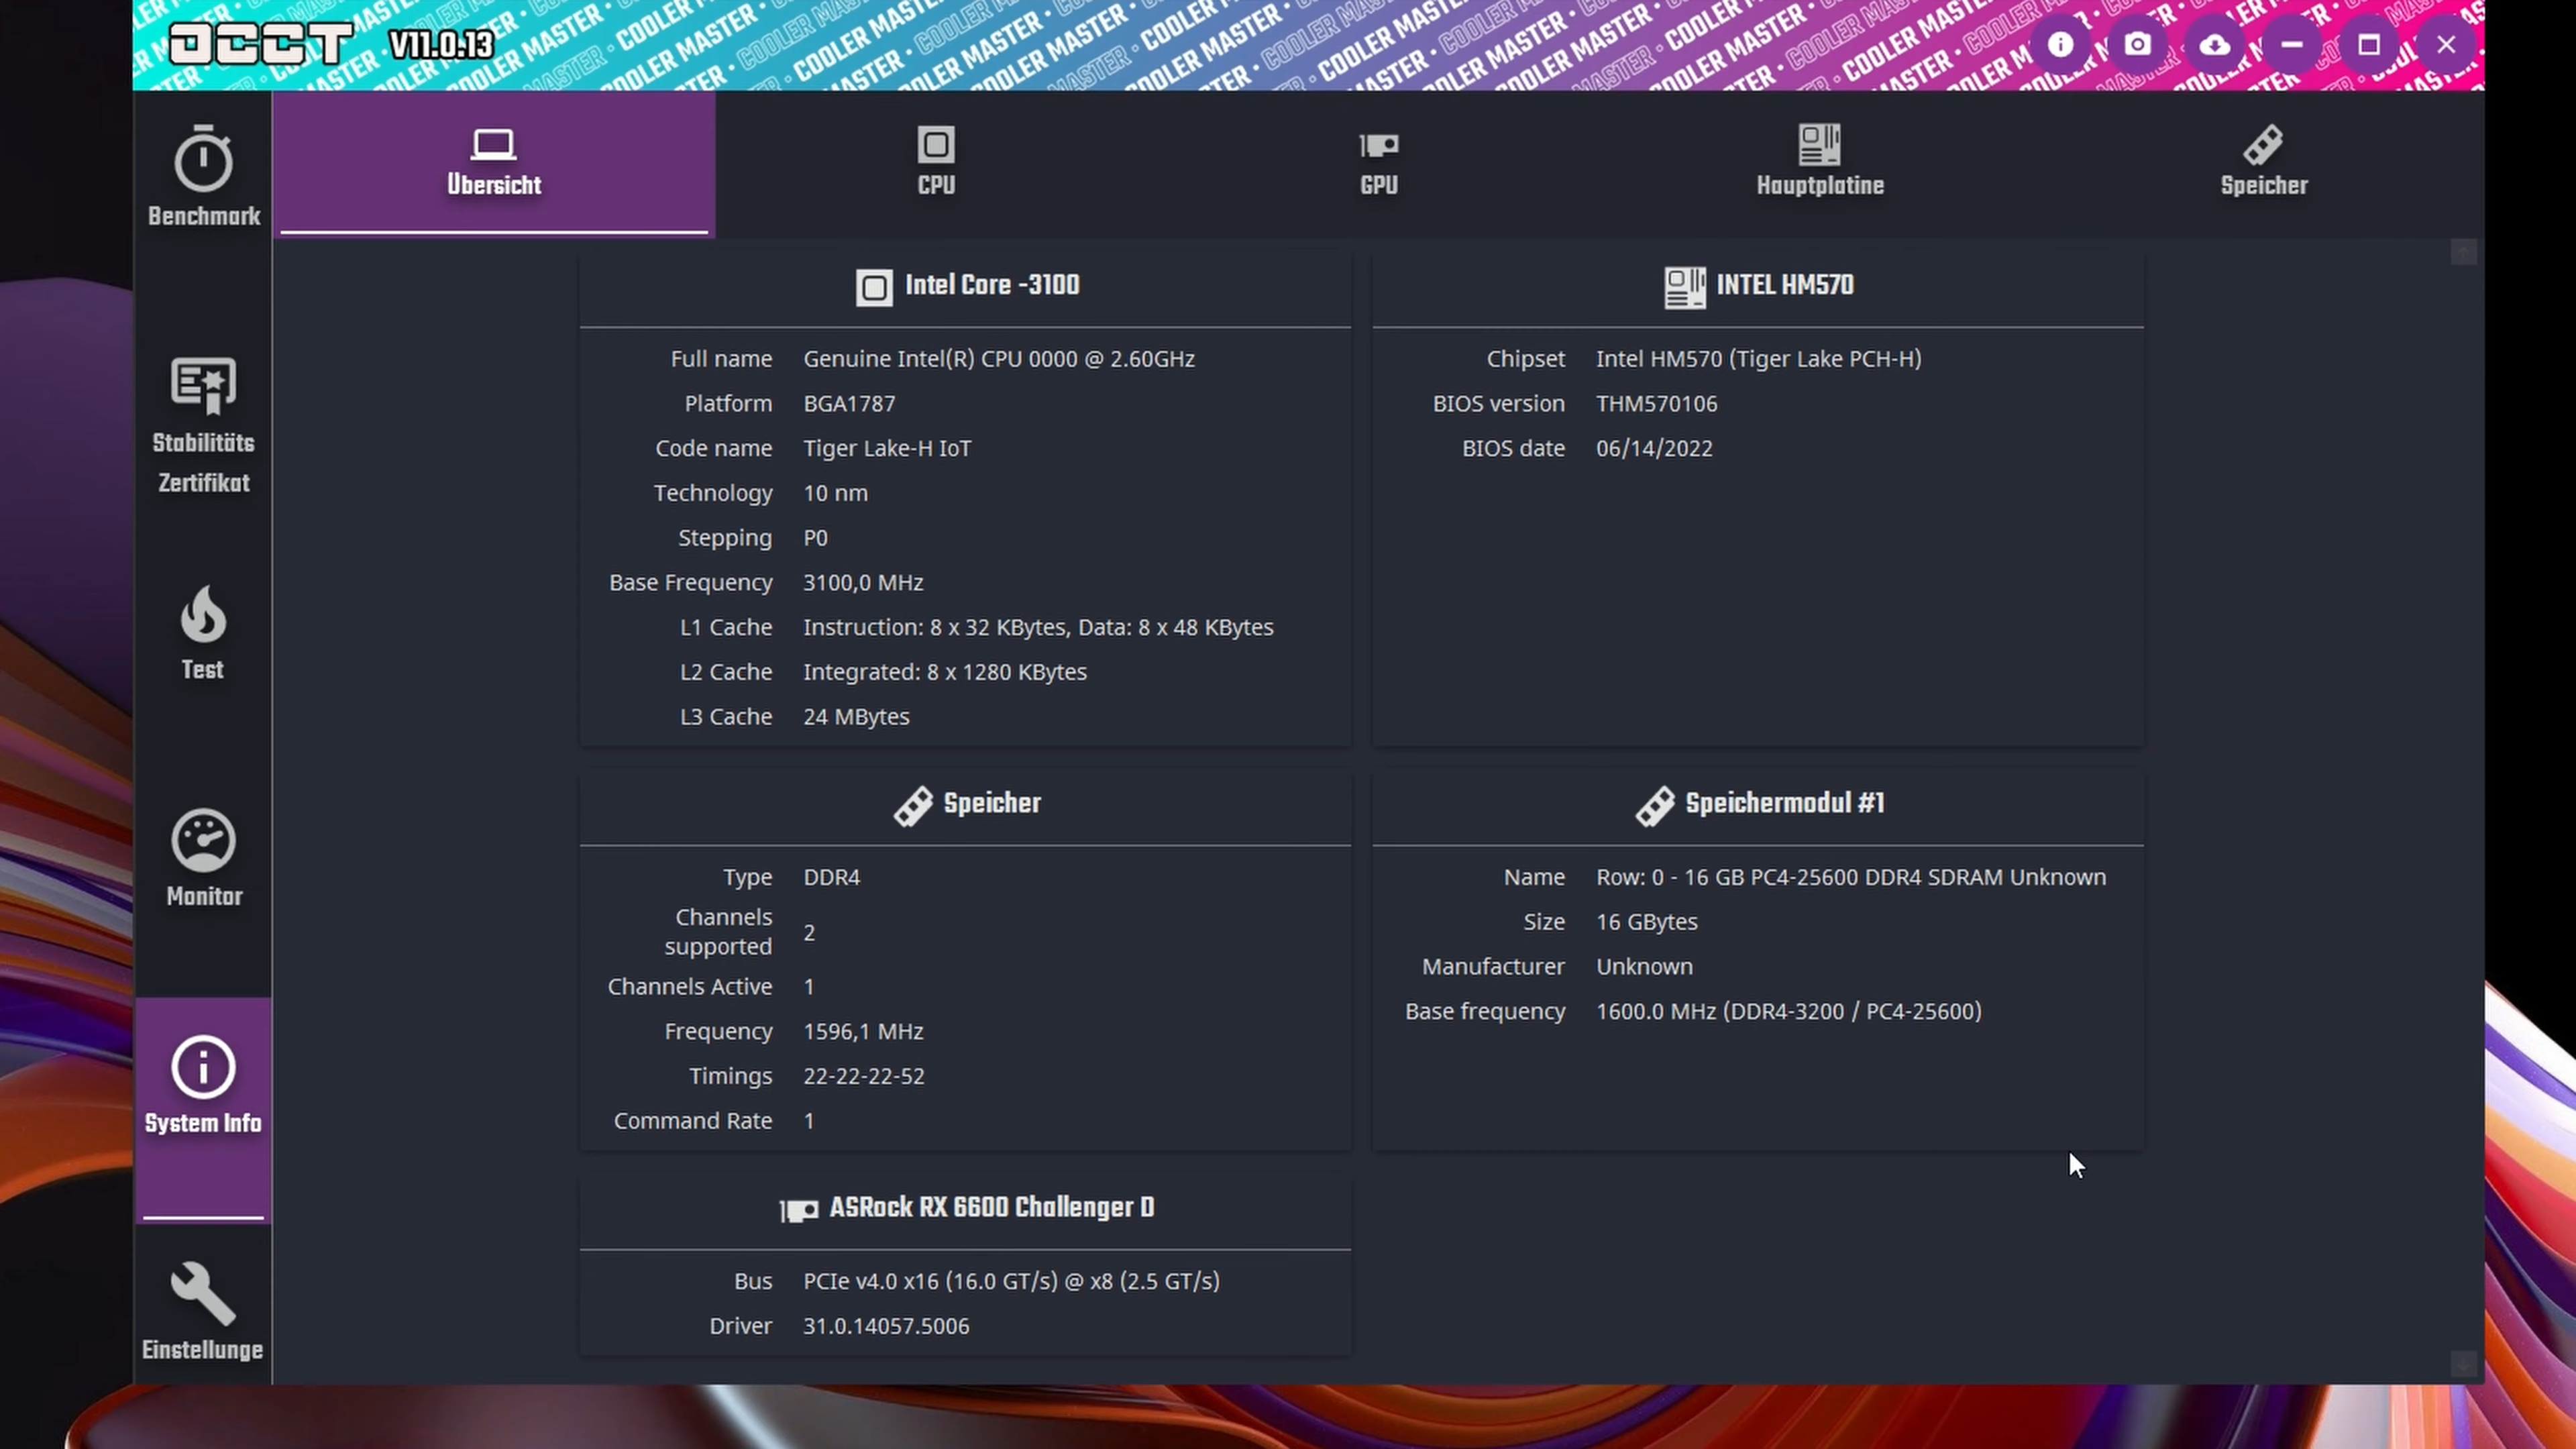 OCCT V11.0.13
COOLER MASTER • COOLER MASTER • COOLER MASTER
Benchmark
Stabilitäts
Zertifikat
Test
Monitor
System Info
Einstellunge
Übersicht
CPU
GPU
Hauptplatine
Speicher
Intel Core -3100
Full name Genuine Intel(R) CPU 0000 @ 2.60GHz
Platform BGA1787
Code name Tiger Lake-H IoT
Technology 10 nm
Stepping P0
Base Frequency 3100,0 MHz
L1 Cache Instruction: 8 x 32 KBytes, Data: 8 x 48 KBytes
L2 Cache Integrated: 8 x 1280 KBytes
L3 Cache 24 MBytes
INTEL HM570
Chipset Intel HM570 (Tiger Lake PCH-H)
BIOS version THM570106
BIOS date 06/14/2022
Speicher
Type DDR4
Channels
supported 2
Channels Active 1
Frequency 1596,1 MHz
Timings 22-22-22-52
Command Rate 1
Speichermodul #1
Name Row: 0 - 16 GB PC4-25600 DDR4 SDRAM Unknown
Size 16 GBytes
Manufacturer Unknown
Base frequency 1600.0 MHz (DDR4-3200 / PC4-25600)
ASRock RX 6600 Challenger D
Bus PCIe v4.0 x16 (16.0 GT/s) @ x8 (2.5 GT/s)
Driver 31.0.14057.5006